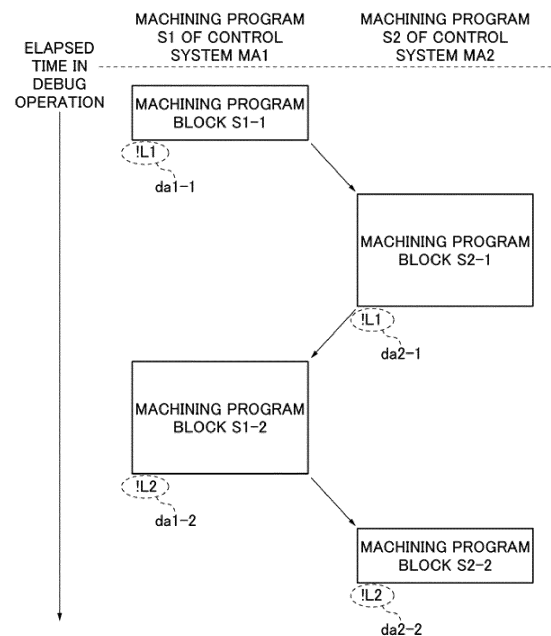 MACHINING PROGRAM
S1 OF CONTROL
SYSTEM MA1
MACHINING PROGRAM
S2 OF CONTROL
SYSTEM MA2
ELAPSED
TIME IN
DEBUG
OPERATION
MACHINING PROGRAM
BLOCK S1-1
!L1
da1-1
MACHINING PROGRAM
BLOCK S2-1
!L1
da2-1
MACHINING PROGRAM
BLOCK S1-2
!L2
da1-2
MACHINING PROGRAM
BLOCK S2-2
!L2
da2-2